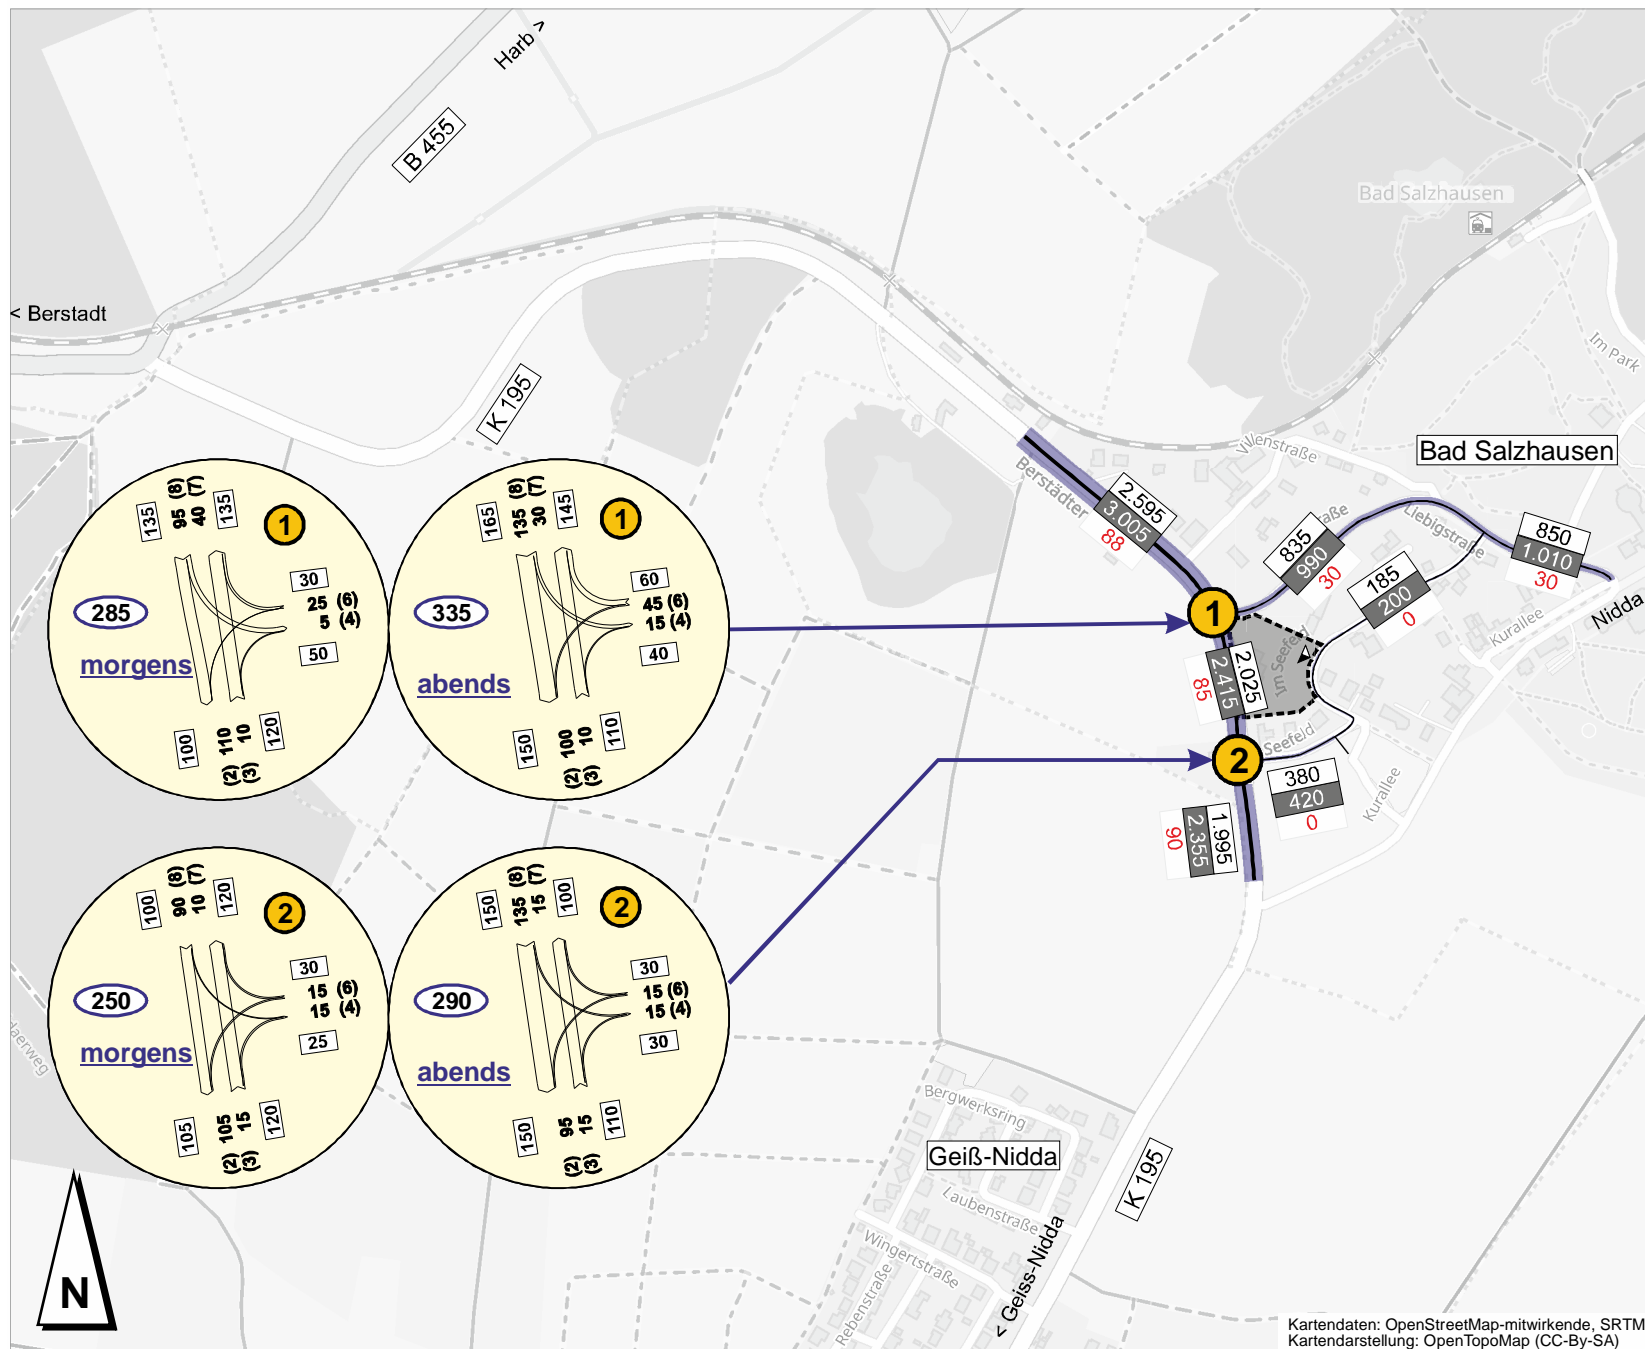 Harb >
B 455
< Berstadt
K 195
Bad Salzhausen
Im Park
Bad Salzhausen
Berstädter
2.595
3.005
88
835
990
30
Liebigstraße
850
1.010
30
185
200
0
Kurallee
Nidda
1
Im Seefeld
2.025
2.415
85
2
Seefeld
380
420
0
Kurallee
1.995
2.355
90
1
135
95 (8)
40 (7)
135
30
25 (6)
5 (4)
50
285
morgens
100
110 (2)
10 (3)
120
1
165
135 (8)
30 (7)
145
60
45 (6)
15 (4)
40
335
abends
150
100 (2)
10 (3)
110
2
100
90 (8)
10 (7)
120
30
15 (6)
15 (4)
25
250
morgens
105
105 (2)
15 (3)
120
2
150
135 (8)
15 (7)
100
30
15 (6)
15 (4)
30
290
abends
150
95 (2)
15 (3)
110
Bergwerksring
Geiß-Nidda
Laubenstraße
Wingertstraße
Rebenstraße
K 195
< Geiss-Nidda
N
Kartendaten: OpenStreetMap-mitwirkende, SRTM
Kartendarstellung: OpenTopoMap (CC-By-SA)